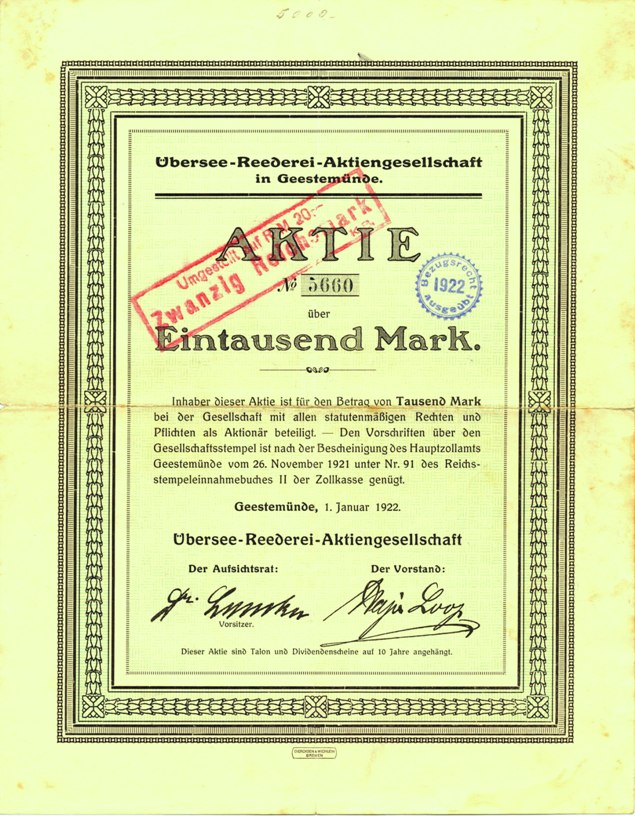 5000.-
Übersee-Reederei-Aktiengesellschaft
in Geestemünde.
AKTIE
Umgestellt auf R.M 20.-
Zwanzig Reichsmark
№ 5660
Bezugsrecht
1922
ausgeübt
über
Eintausend Mark.
Inhaber dieser Aktie ist für den Betrag von Tausend Mark
bei der Gesellschaft mit allen statutenmäßigen Rechten und
Pflichten als Aktionär beteiligt. — Den Vorschriften über den
Gesellschaftsstempel ist nach der Bescheinigung des Hauptzollamts
Geestemünde vom 26. November 1921 unter Nr. 91 des Reichs-
stempeleinnahmebuches II der Zollkasse genügt.
Geestemünde, 1. Januar 1922.
Übersee-Reederei-Aktiengesellschaft
Der Aufsichtsrat: Der Vorstand:
Dr.
Vorsitzer.
Dieser Aktie sind Talon und Dividendenscheine auf 10 Jahre angehängt.